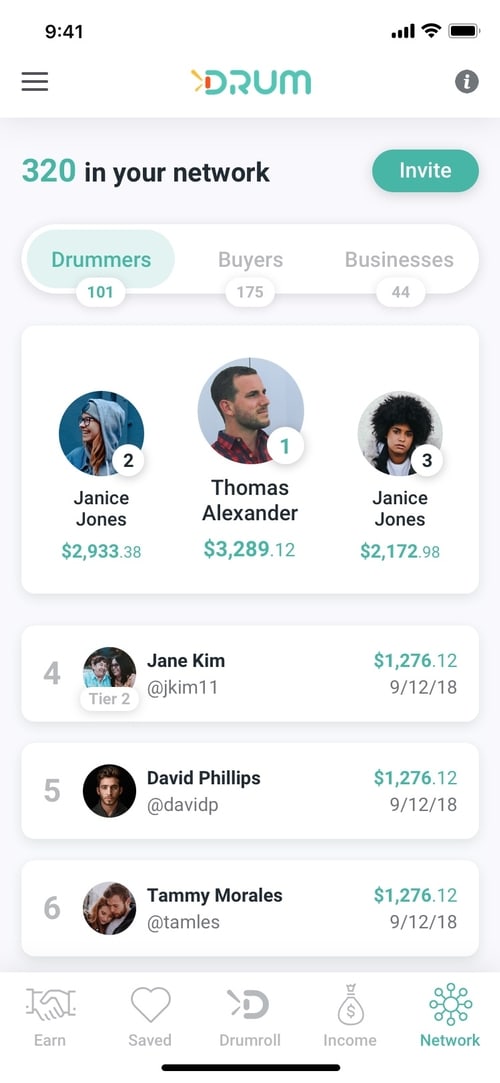 9:41
DRUM
i
320 in your network
Invite
Drummers
Buyers
Businesses
101
175
44
2
1
3
Janice
Jones
$2,933.38
Thomas
Alexander
$3,289.12
Janice
Jones
$2,172.98
4
Tier 2
Jane Kim
@jkim11
$1,276.12
9/12/18
5
David Phillips
@davidp
$1,276.12
9/12/18
6
Tammy Morales
@tamles
$1,276.12
9/12/18
$
Earn
Saved
Drumroll
Income
Network